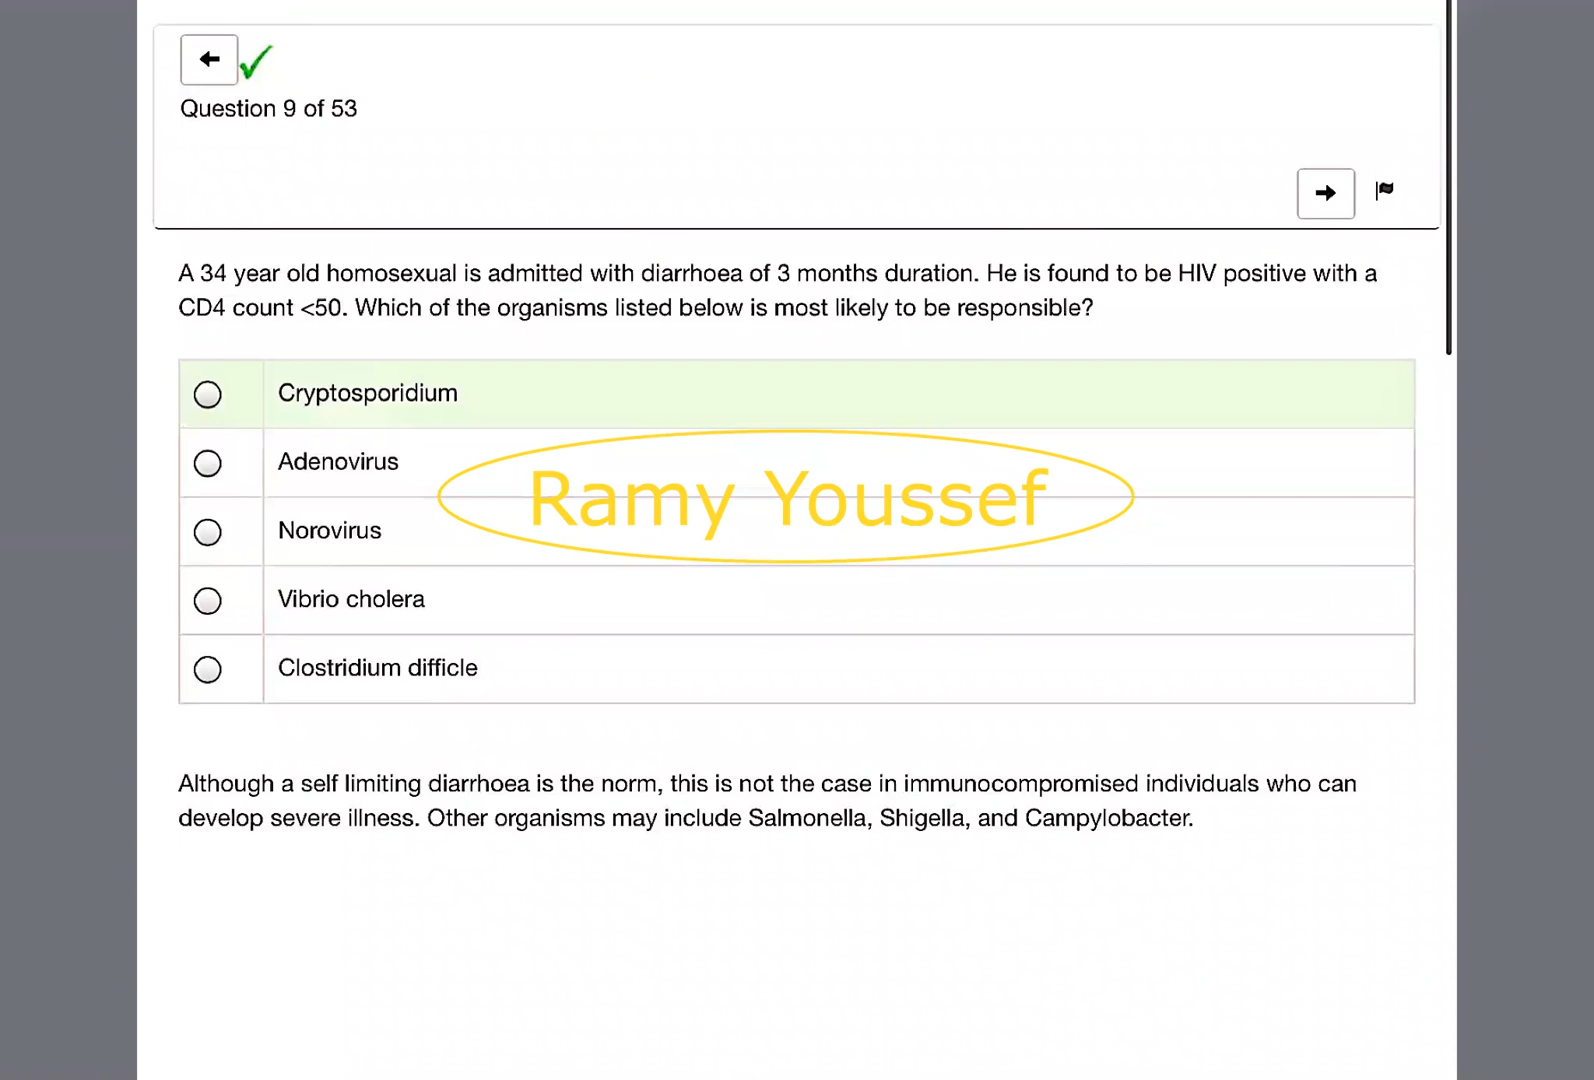 Question 9 of 53
A 34 year old homosexual is admitted with diarrhoea of 3 months duration. He is found to be HIV positive with a
CD4 count <50. Which of the organisms listed below is most likely to be responsible?
Cryptosporidium
Adenovirus
Ramy Youssef
Norovirus
Vibrio cholera
Clostridium difficle
Although a self limiting diarrhoea is the norm, this is not the case in immunocompromised individuals who can
develop severe illness. Other organisms may include Salmonella, Shigella, and Campylobacter.